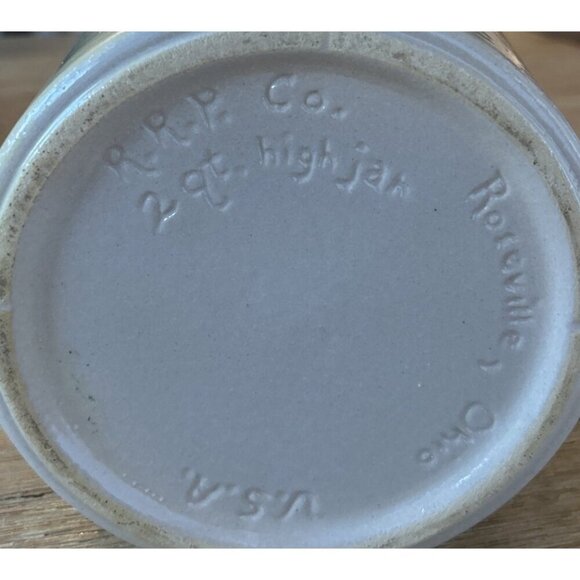 R.R.P. Co.
2 qt. high jar
Roseville, Ohio
U.S.A.